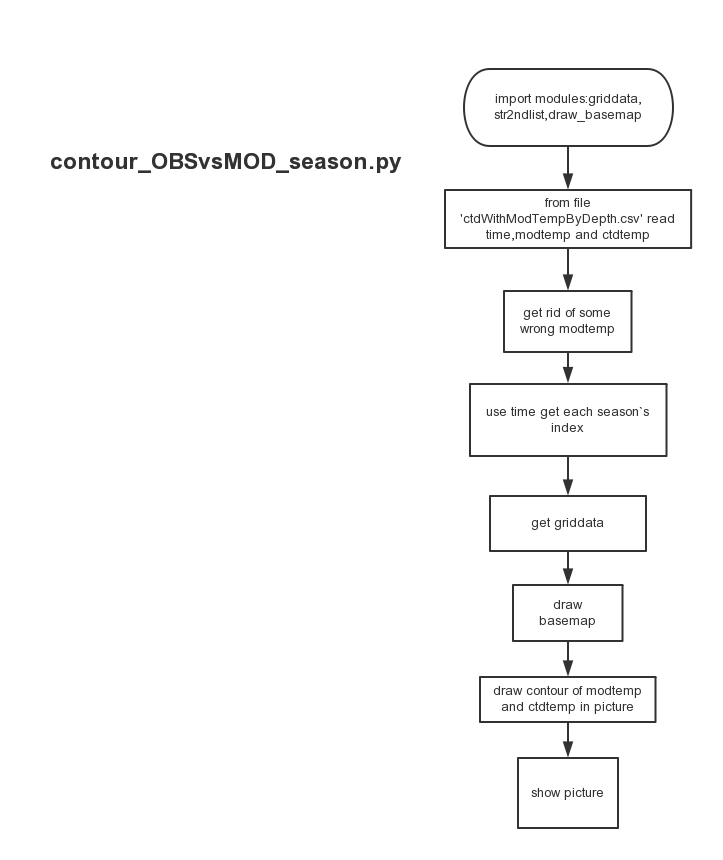 import modules:griddata,
str2ndlist,draw_basemap
contour_OBSvsMOD_season.py
from file
'ctdWithModTempByDepth.csv' read
time,modtemp and ctdtemp
get rid of some
wrong modtemp
use time get each season`s
index
get griddata
draw
basemap
draw contour of modtemp
and ctdtemp in picture
show picture